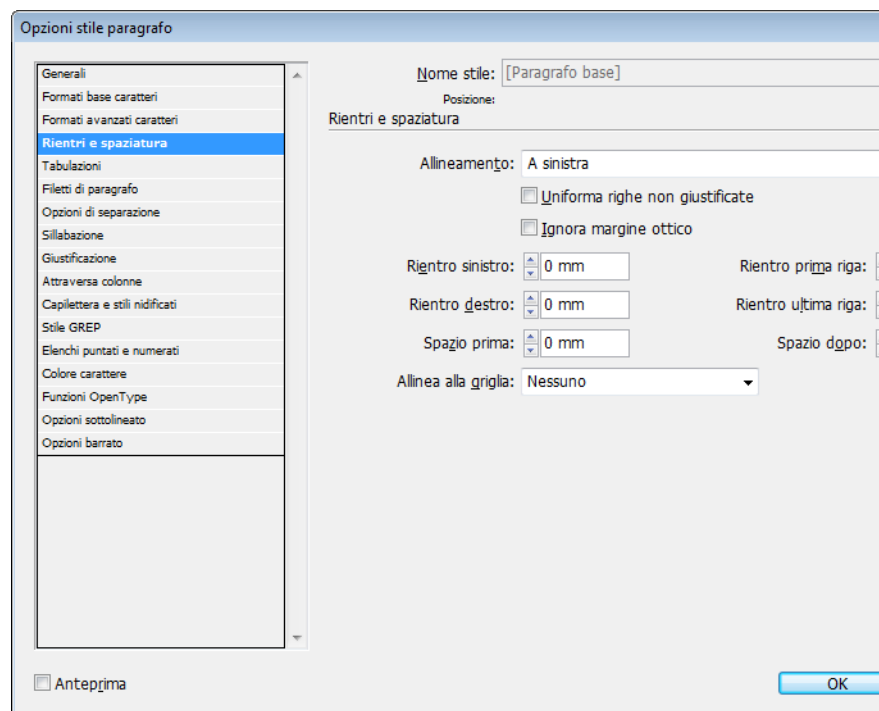 Opzioni stile paragrafo
Generali
Formati base caratteri
Formati avanzati caratteri
Rientri e spaziatura
Tabulazioni
Filetti di paragrafo
Opzioni di separazione
Sillabazione
Giustificazione
Attraversa colonne
Capilettera e stili nidificati
Stile GREP
Elenchi puntati e numerati
Colore carattere
Funzioni OpenType
Opzioni sottolineato
Opzioni barrato
Nome stile: [Paragrafo base]
Posizione:
Rientri e spaziatura
Allineamento: A sinistra
Uniforma righe non giustificate
Ignora margine ottico
Rientro sinistro: 0 mm Rientro prima riga:
Rientro destro: 0 mm Rientro ultima riga:
Spazio prima: 0 mm Spazio dopo:
Allinea alla griglia: Nessuno
Anteprima OK